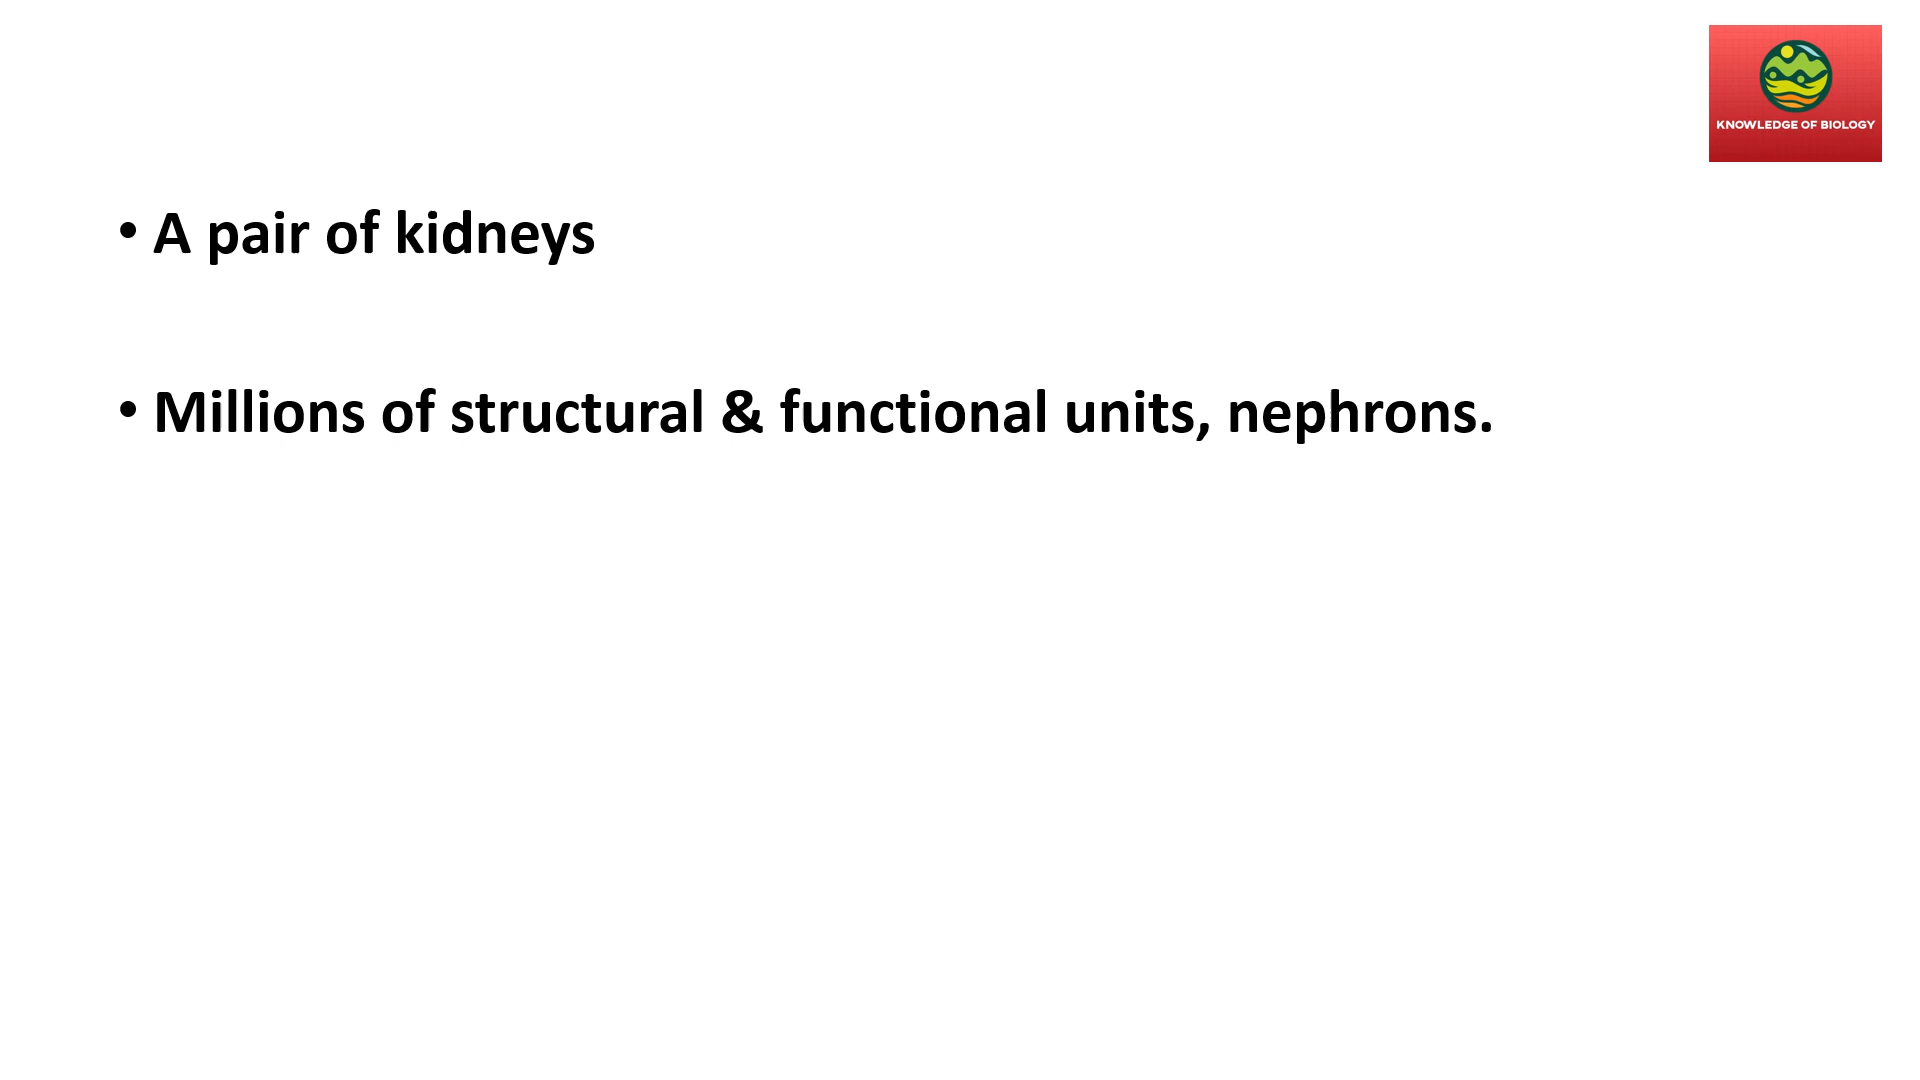 KNOWLEDGE OF BIOLOGY
• A pair of kidneys
• Millions of structural & functional units, nephrons.